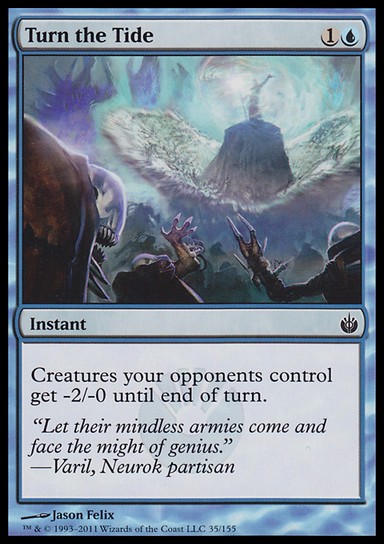 Turn the Tide 1
Instant
Creatures your opponents control
get -2/-0 until end of turn.
“Let their mindless armies come and
face the might of genius.”
—Varil, Neurok partisan
Jason Felix
™ & © 1993–2011 Wizards of the Coast LLC 35/155